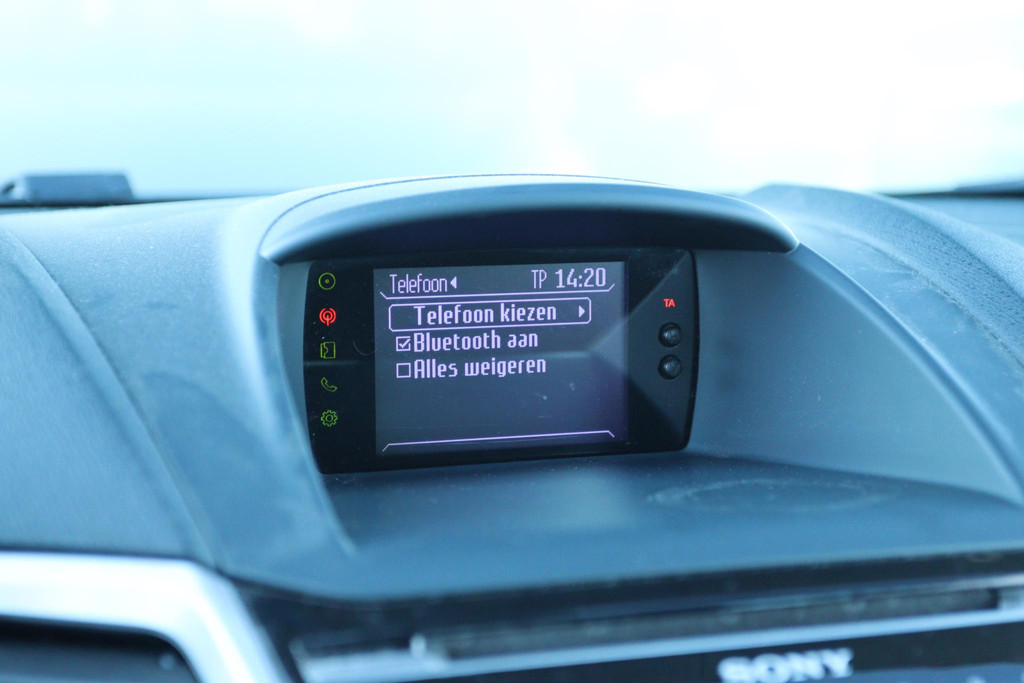 Telefoon TP 14:20
Telefoon kiezen
Bluetooth aan
Alles weigeren
TA
SONY